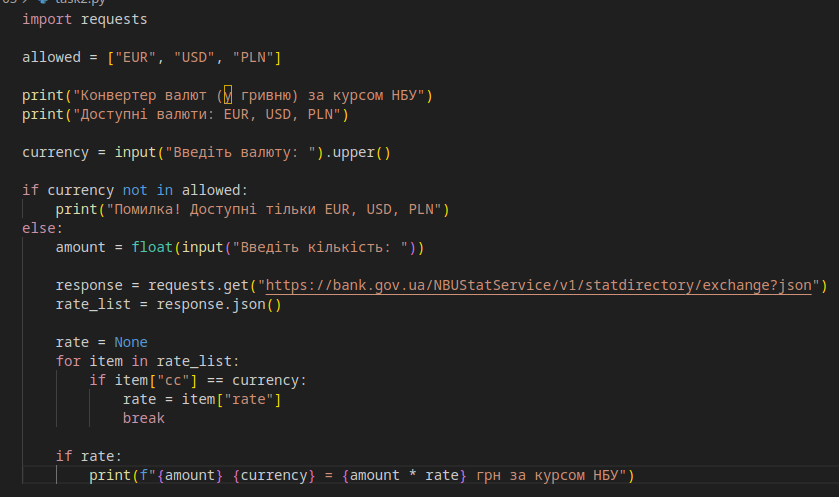 task2.py
import requests
allowed = ["EUR", "USD", "PLN"]
print("Конвертер валют (у гривню) за курсом НБУ")
print("Доступні валюти: EUR, USD, PLN")
currency = input("Введіть валюту: ").upper()
if currency not in allowed:
    print("Помилка! Доступні тільки EUR, USD, PLN")
else:
    amount = float(input("Введіть кількість: "))
    response = requests.get("https://bank.gov.ua/NBUStatService/v1/statdirectory/exchange?json")
    rate_list = response.json()
    rate = None
    for item in rate_list:
        if item["cc"] == currency:
            rate = item["rate"]
            break
    if rate:
        print(f"{amount} {currency} = {amount * rate} грн за курсом НБУ")